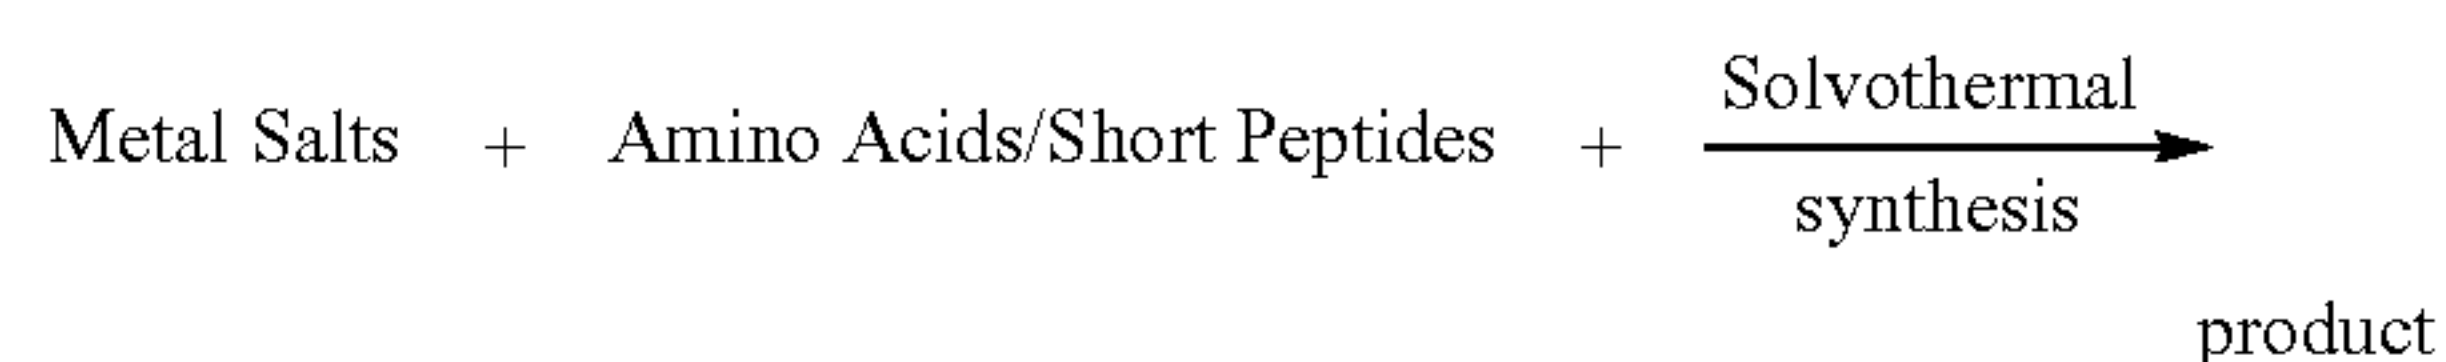 Metal Salts + Amino Acids/Short Peptides + Solvothermal
synthesis
product